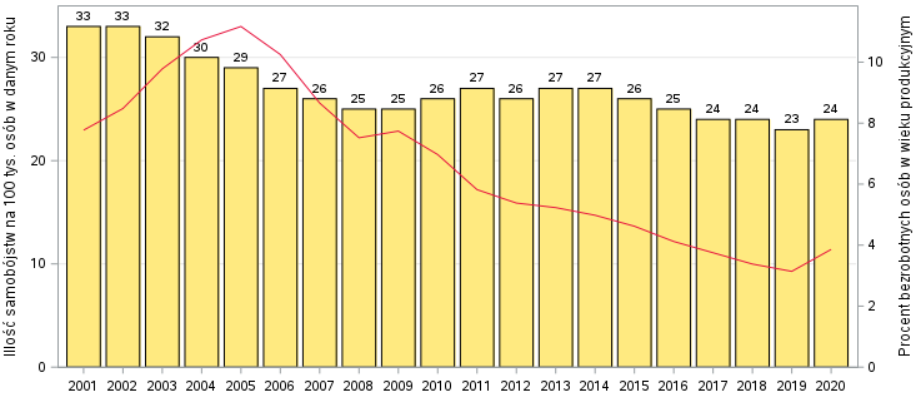 Illość samobójstw na 100 tys. osób w danym roku
30
20
10
0
33 33 32 30 29 27 26 25 25 26 27 26 27 27 26 25 24 24 23 24
2001 2002 2003 2004 2005 2006 2007 2008 2009 2010 2011 2012 2013 2014 2015 2016 2017 2018 2019 2020
10
8
6
4
2
0
Procent bezrobotnych osób w wieku produkcyjnym